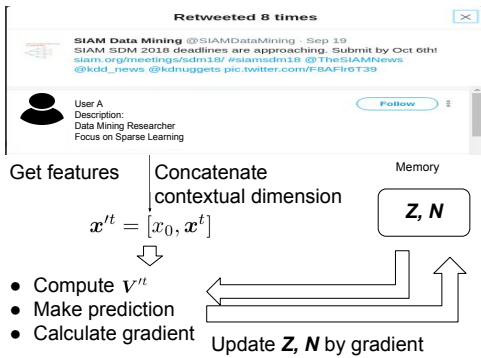 Retweeted 8 times
SIAM Data Mining @SIAMDataMining · Sep 19
SIAM SDM 2018 deadlines are approaching. Submit by Oct 6th!
siam.org/meetings/sdm18/ #siamsdm18 @TheSIAMNews
@kdd_news @kdnuggets pic.twitter.com/F8AFlr6T39
User A
Follow
Description:
Data Mining Researcher
Focus on Sparse Learning
Get features
Concatenate
contextual dimension
Memory
Z, N
x'^t = [x_0, x^t]
● Compute V'^t
● Make prediction
● Calculate gradient
Update Z, N by gradient